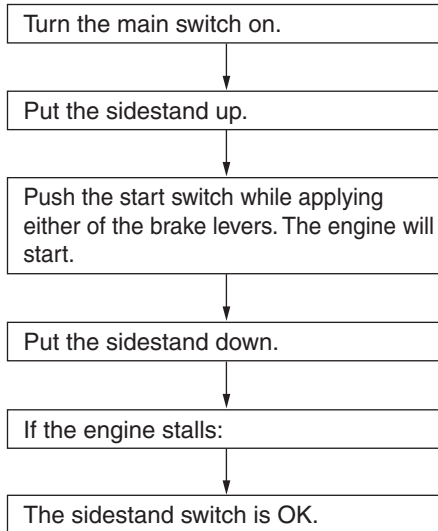 Turn the main switch on.
Put the sidestand up.
Push the start switch while applying
either of the brake levers. The engine will
start.
Put the sidestand down.
If the engine stalls:
The sidestand switch is OK.